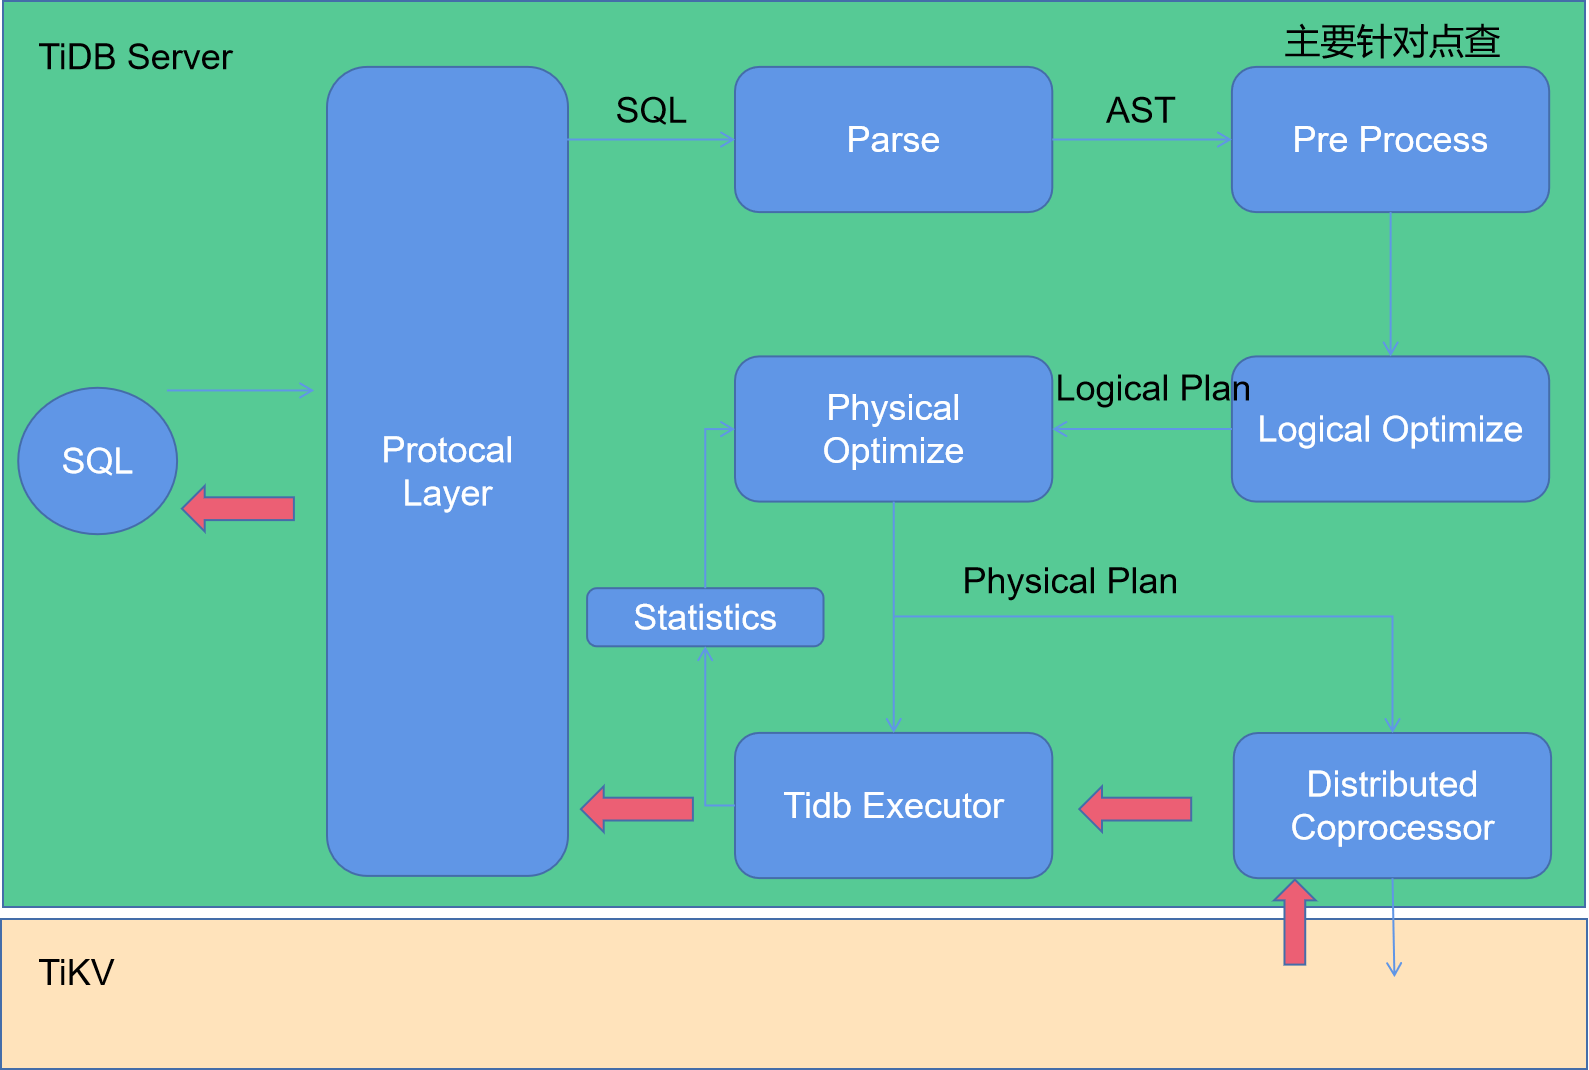 TiDB Server
主要针对点查
SQL
Parse
AST
Pre Process
SQL
Protocal
Layer
Physical
Optimize
Logical Plan
Logical Optimize
Statistics
Physical Plan
Tidb Executor
Distributed
Coprocessor
TiKV